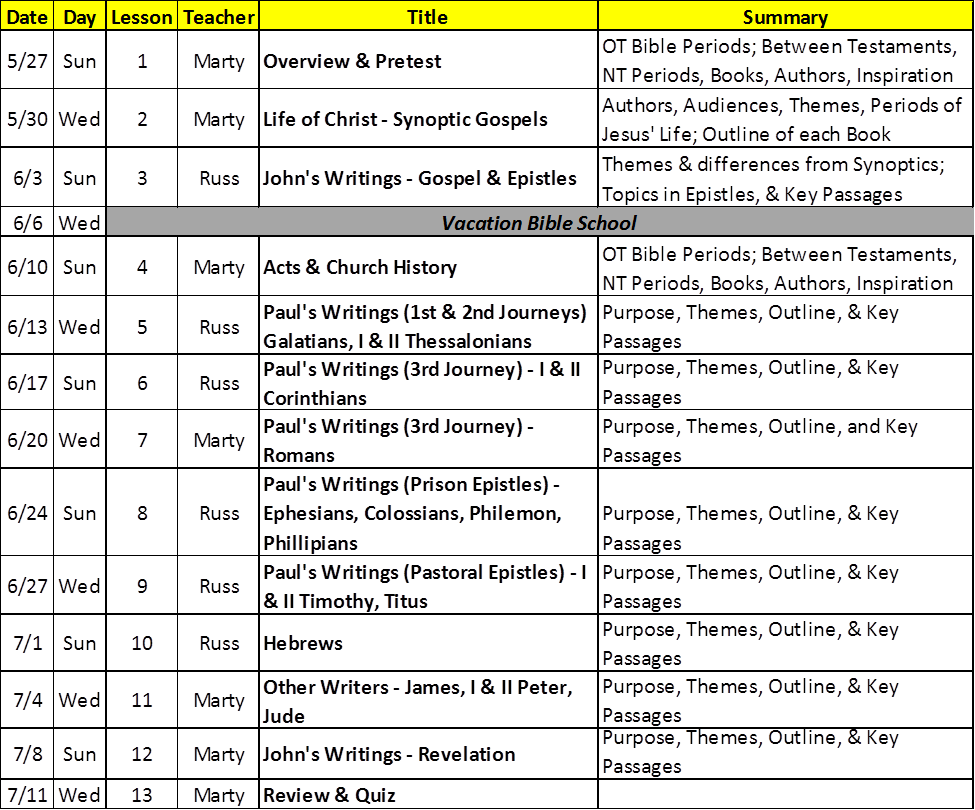 Date Day Lesson Teacher Title Summary
5/27 Sun 1 Marty Overview & Pretest OT Bible Periods; Between Testaments,
NT Periods, Books, Authors, Inspiration
5/30 Wed 2 Marty Life of Christ - Synoptic Gospels Authors, Audiences, Themes, Periods of
Jesus' Life; Outline of each Book
6/3 Sun 3 Russ John's Writings - Gospel & Epistles Themes & differences from Synoptics;
Topics in Epistles, & Key Passages
6/6 Wed Vacation Bible School
6/10 Sun 4 Marty Acts & Church History OT Bible Periods; Between Testaments,
NT Periods, Books, Authors, Inspiration
6/13 Wed 5 Russ Paul's Writings (1st & 2nd Journeys) Purpose, Themes, Outline, & Key
Galatians, I & II Thessalonians Passages
6/17 Sun 6 Russ Paul's Writings (3rd Journey) - I & II Purpose, Themes, Outline, & Key
Corinthians Passages
6/20 Wed 7 Marty Paul's Writings (3rd Journey) - Purpose, Themes, Outline, and Key
Romans Passages
Paul's Writings (Prison Epistles) -
6/24 Sun 8 Russ Ephesians, Colossians, Philemon, Purpose, Themes, Outline, & Key
Phillipians Passages
6/27 Wed 9 Russ Paul's Writings (Pastoral Epistles) - I Purpose, Themes, Outline, & Key
& II Timothy, Titus Passages
7/1 Sun 10 Russ Hebrews Purpose, Themes, Outline, & Key
Passages
7/4 Wed 11 Marty Other Writers - James, I & II Peter, Purpose, Themes, Outline, & Key
Jude Passages
7/8 Sun 12 Marty John's Writings - Revelation Purpose, Themes, Outline, & Key
Passages
7/11 Wed 13 Marty Review & Quiz